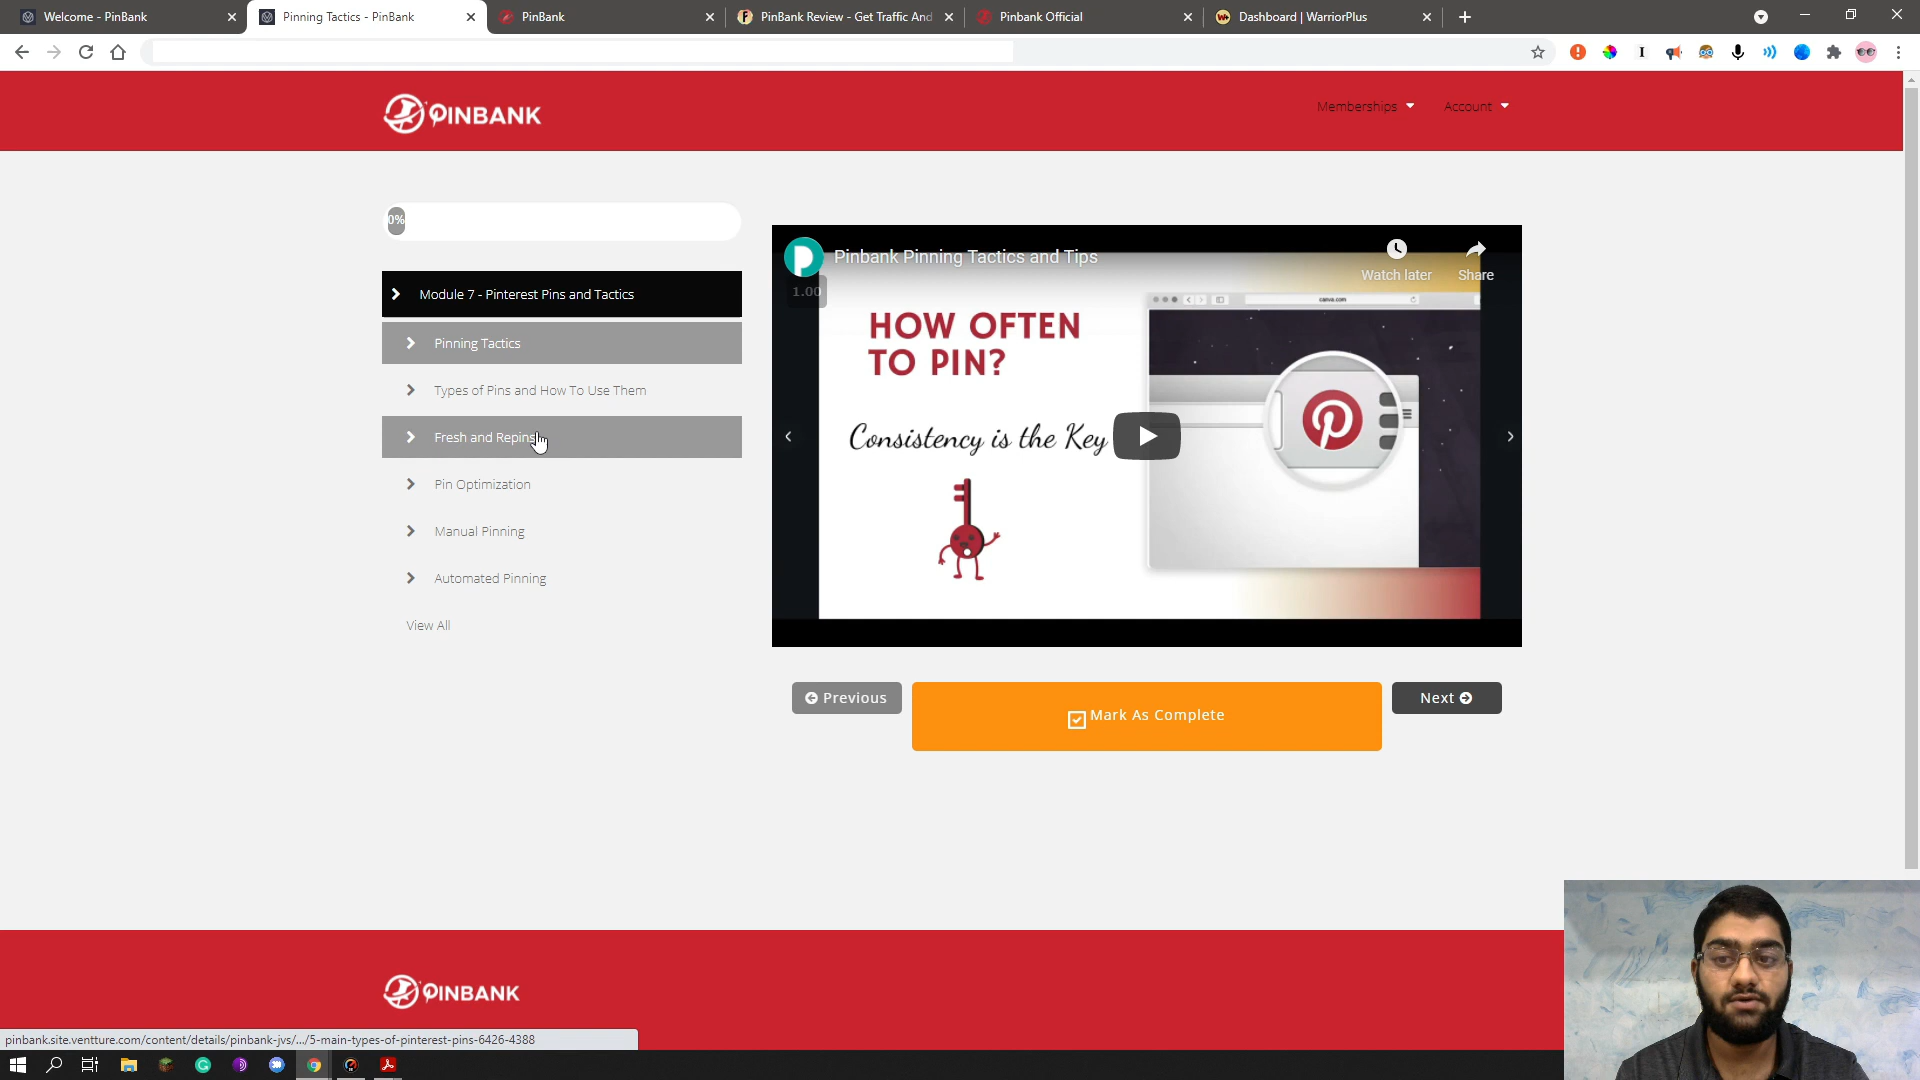 Welcome - PinBank
Pinning Tactics - PinBank
PinBank
PinBank Review - Get Traffic And
Pinbank Official
Dashboard | WarriorPlus
PINBANK
Memberships
Account
0%
Module 7 - Pinterest Pins and Tactics
Pinning Tactics
Types of Pins and How To Use Them
Fresh and Repins
Pin Optimization
Manual Pinning
Automated Pinning
View All
Pinbank Pinning Tactics and Tips
Watch later
Share
1.00
canva.com
HOW OFTEN
TO PIN?
Consistency is the Key
Previous
Mark As Complete
Next
PINBANK
pinbank.site.ventture.com/content/details/pinbank-jvs/.../5-main-types-of-pinterest-pins-6426-4388